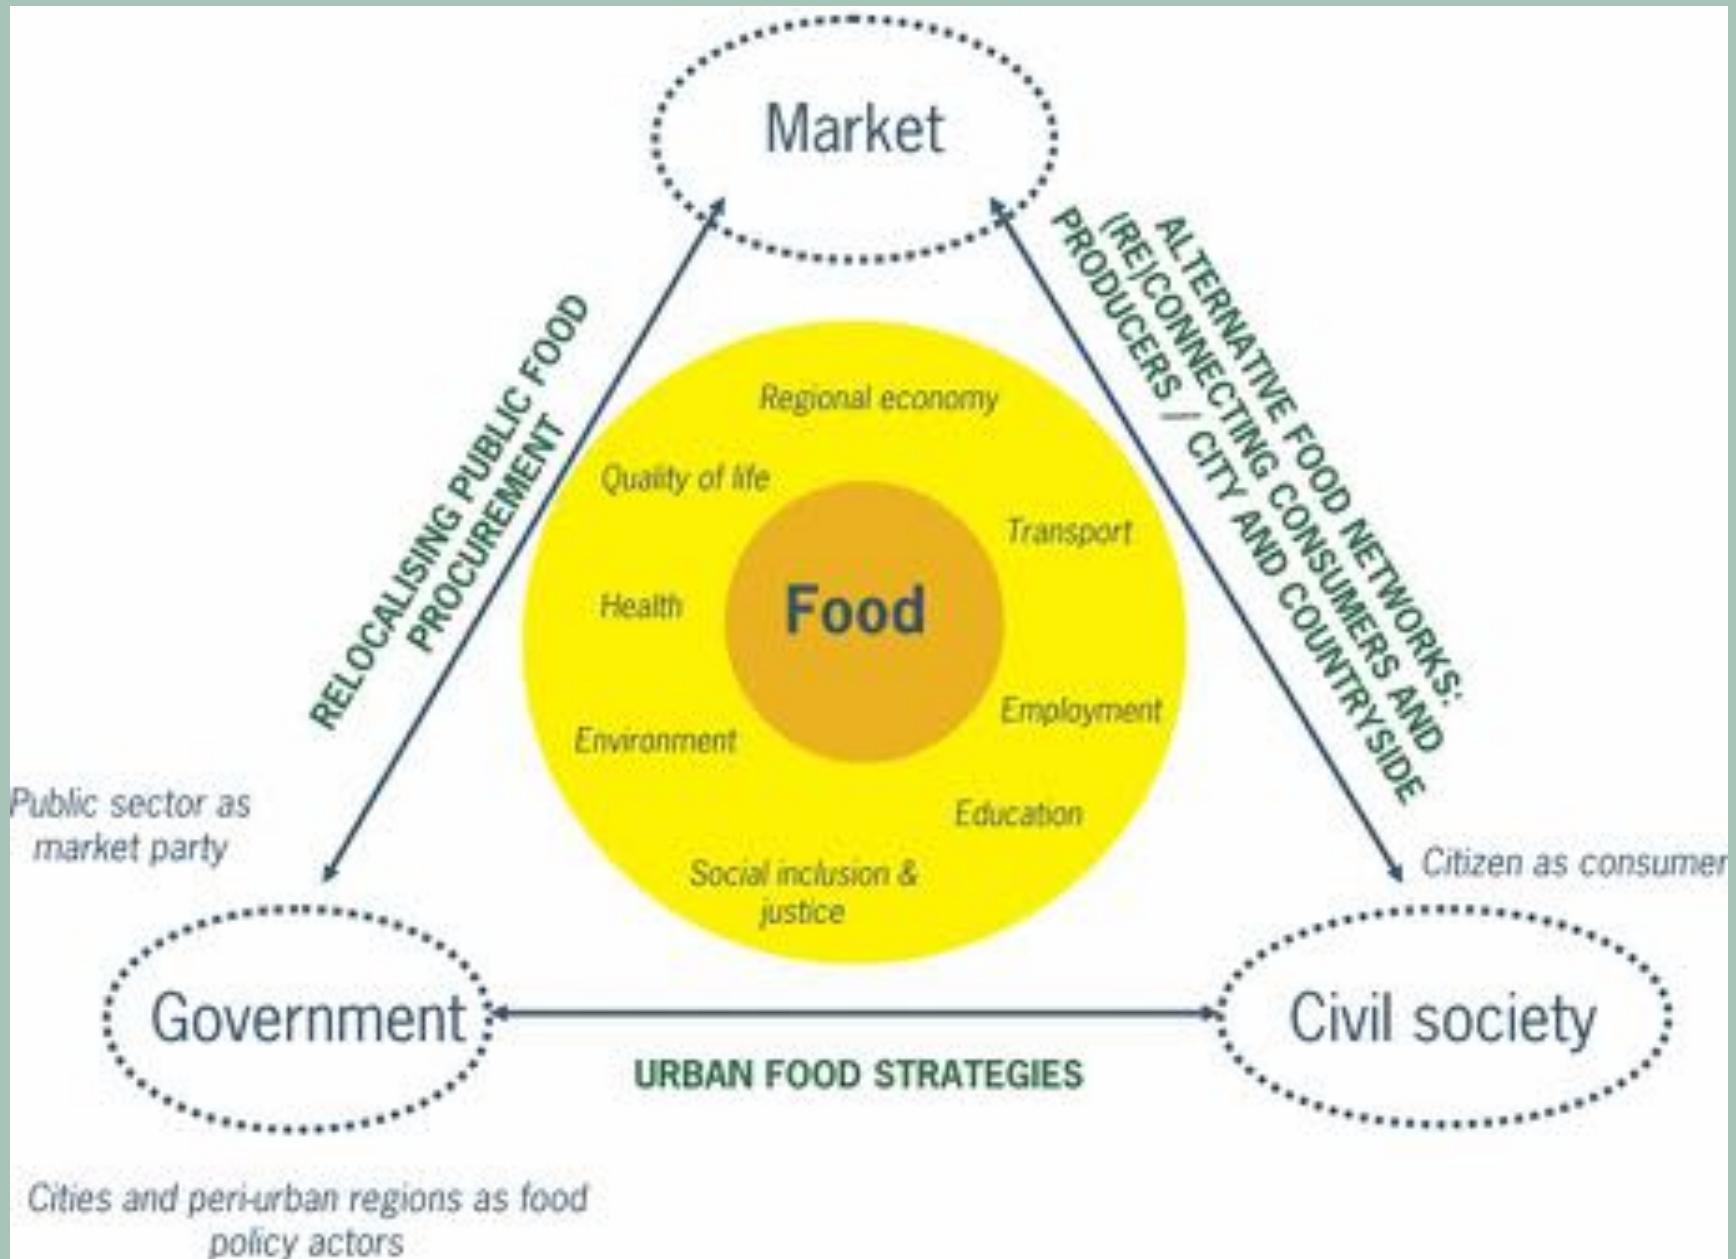 Market
RELOCALISING PUBLIC FOOD
PROCUREMENT
ALTERNATIVE FOOD NETWORKS:
(RE)CONNECTING CONSUMERS AND
PRODUCERS / CITY AND COUNTRYSIDE
Regional economy
Quality of life
Transport
Health
Food
Employment
Environment
Education
Social inclusion &
justice
Public sector as
market party
Citizen as consumer
Government
Civil society
URBAN FOOD STRATEGIES
Cities and peri-urban regions as food
policy actors